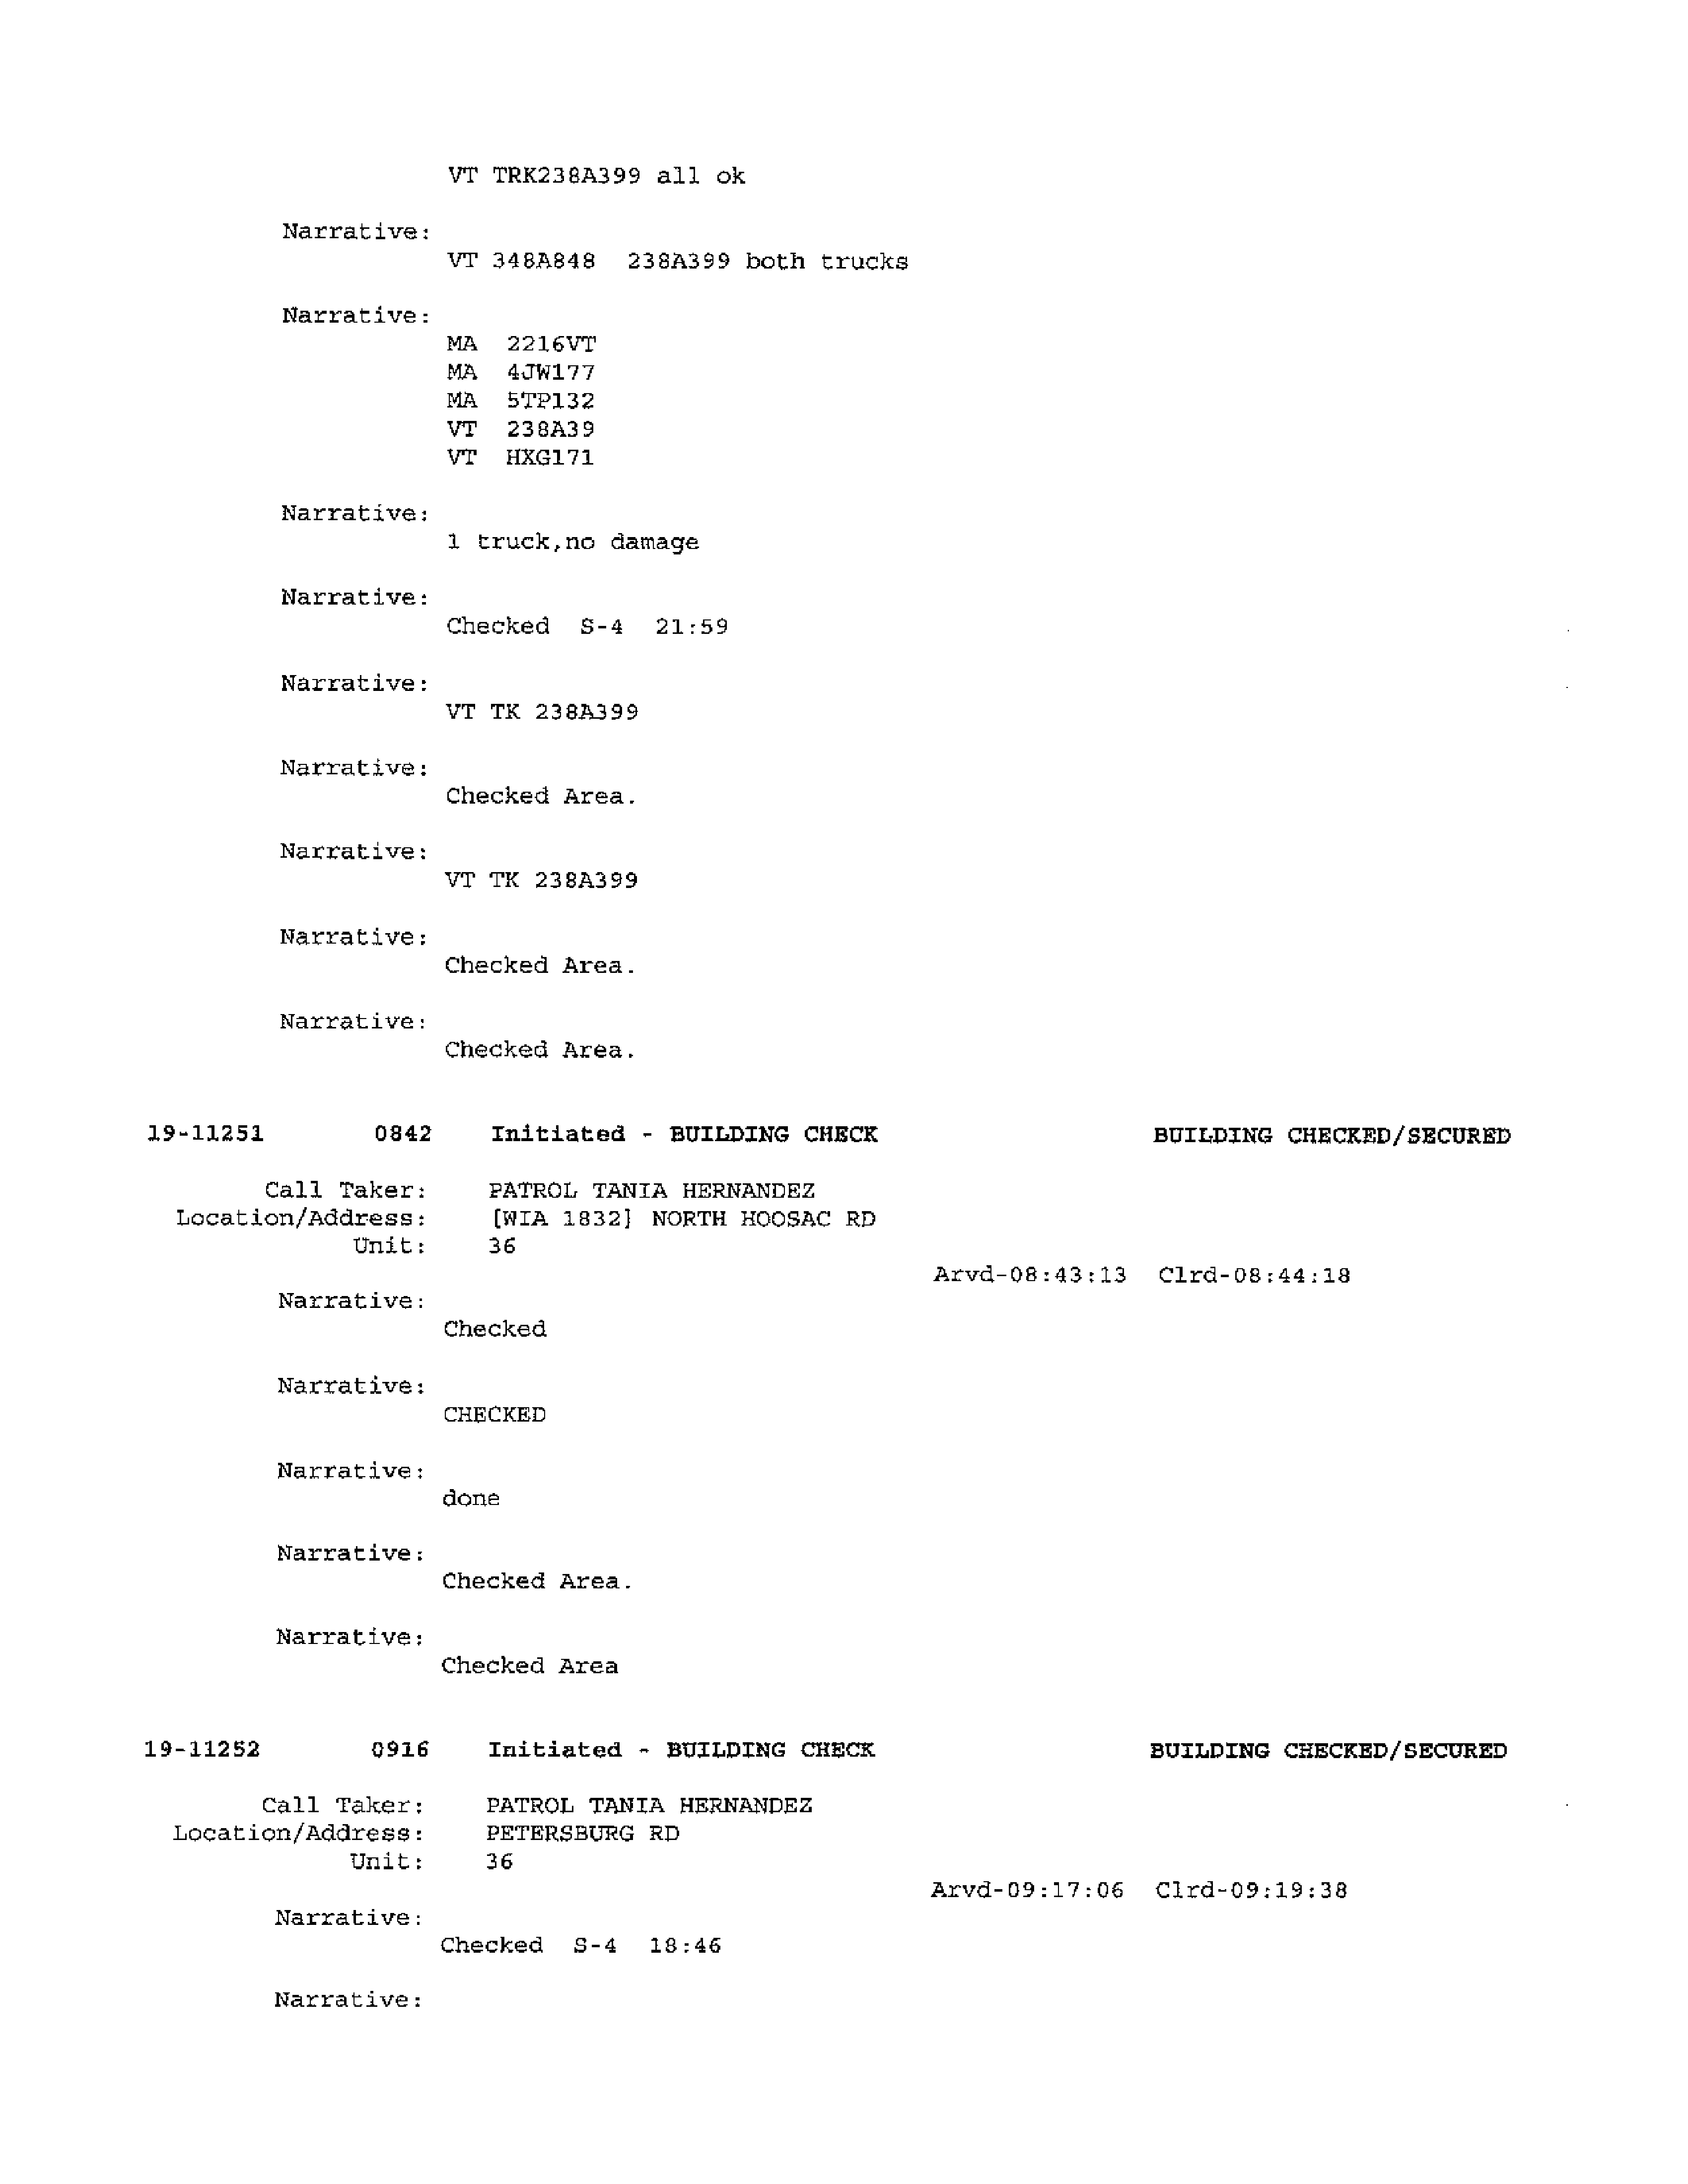 VT TRK238A399 all ok
Narrative:
VT 348A848  238A399 both trucks
Narrative:
MA  2216VT
MA  4JW177
MA  5TP132
VT  238A39
VT  HXG171
Narrative:
1 truck,no damage
Narrative:
Checked  S-4  21:59
Narrative:
VT TK 238A399
Narrative:
Checked Area.
Narrative:
VT TK 238A399
Narrative:
Checked Area.
Narrative:
Checked Area.
19-11251  0842  Initiated - BUILDING CHECK  BUILDING CHECKED/SECURED
Call Taker:  PATROL TANIA HERNANDEZ
Location/Address:  [WIA 1832] NORTH HOOSAC RD
Unit:  36
Arvd-08:43:13  Clrd-08:44:18
Narrative:
Checked
Narrative:
CHECKED
Narrative:
done
Narrative:
Checked Area.
Narrative:
Checked Area
19-11252  0916  Initiated - BUILDING CHECK  BUILDING CHECKED/SECURED
Call Taker:  PATROL TANIA HERNANDEZ
Location/Address:  PETERSBURG RD
Unit:  36
Arvd-09:17:06  Clrd-09:19:38
Narrative:
Checked  S-4  18:46
Narrative: